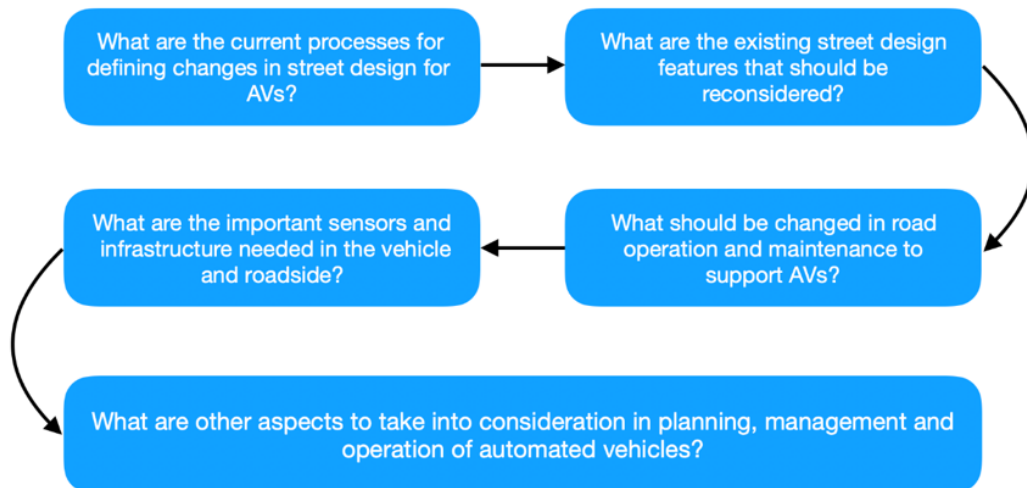 What are the current processes for
defining changes in street design for
AVs?
What are the existing street design
features that should be
reconsidered?
What should be changed in road
operation and maintenance to
support AVs?
What are the important sensors and
infrastructure needed in the vehicle
and roadside?
What are other aspects to take into consideration in planning, management and
operation of automated vehicles?